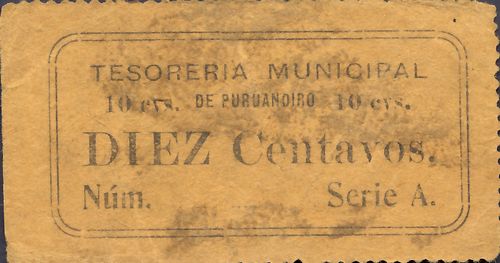 TESORERIA MUNICIPAL
10 cvs. DE PURUANDIRO 10 cvs.
DIEZ Centavos.
Núm. Serie A.